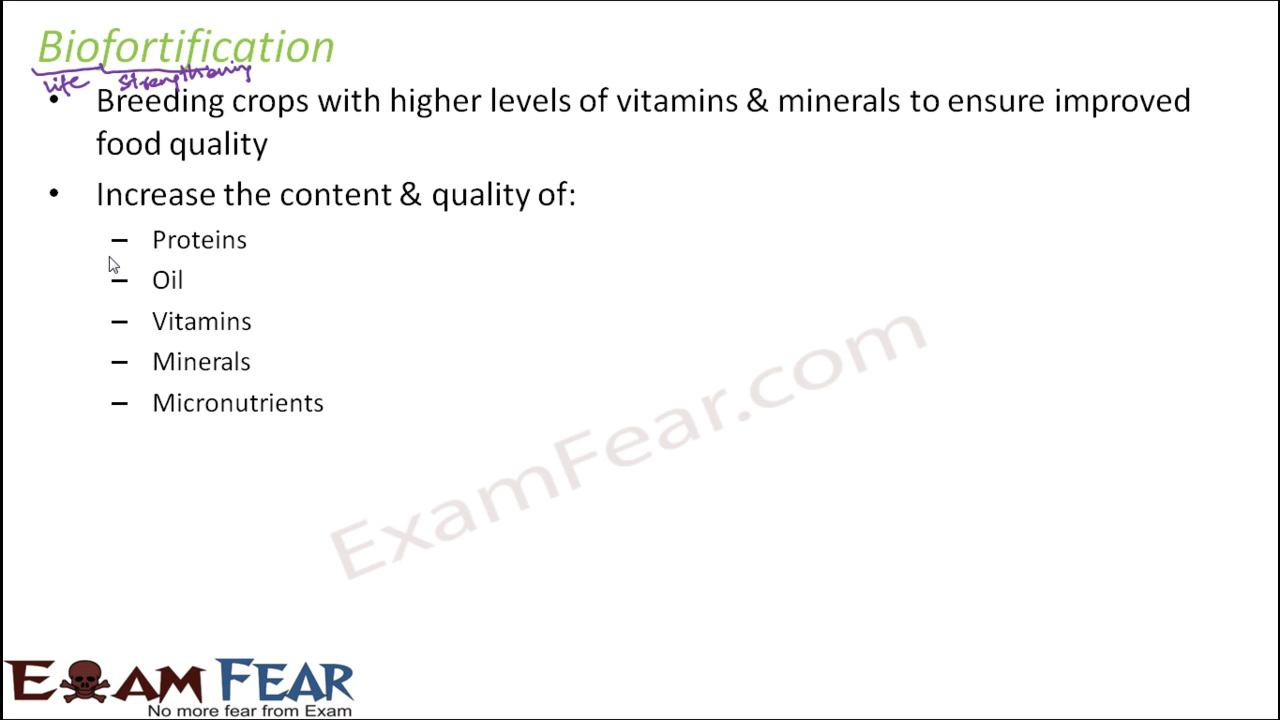 Biofortification
life strengthening
• Breeding crops with higher levels of vitamins & minerals to ensure improved
food quality
• Increase the content & quality of:
– Proteins
– Oil
– Vitamins
– Minerals
– Micronutrients
ExamFear.com
EXAM FEAR
No more fear from Exam